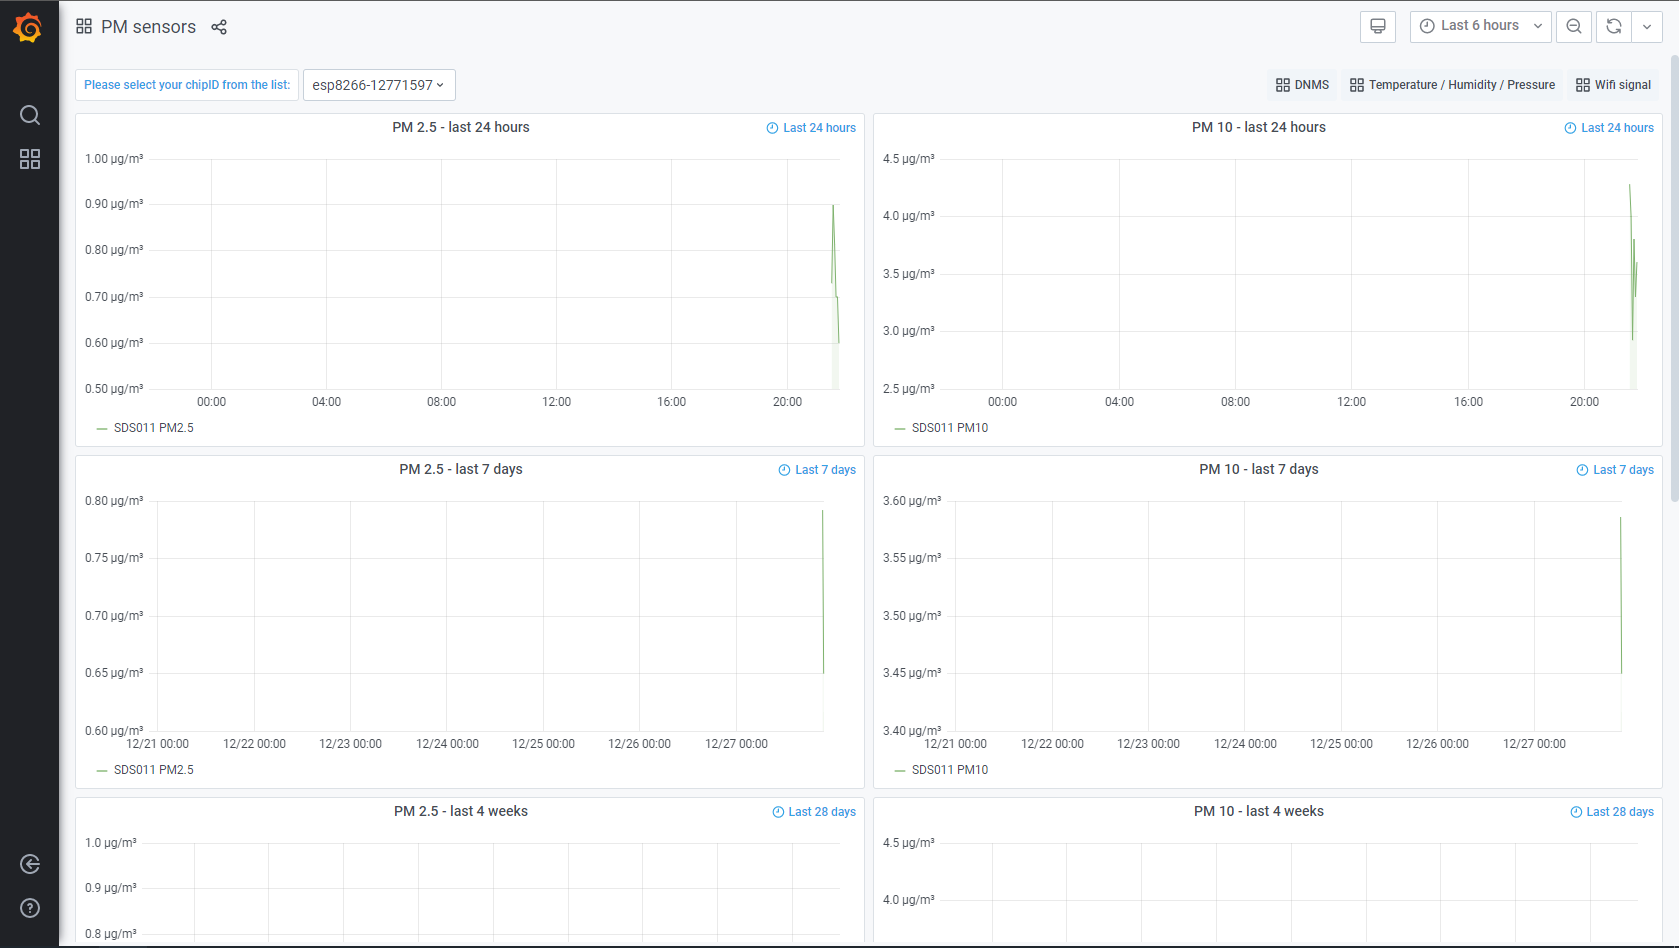 PM sensors
Last 6 hours
Please select your chipID from the list:
esp8266-12771597
DNMS
Temperature / Humidity / Pressure
Wifi signal
PM 2.5 - last 24 hours
Last 24 hours
1.00 µg/m³
0.90 µg/m³
0.80 µg/m³
0.70 µg/m³
0.60 µg/m³
0.50 µg/m³
00:00 04:00 08:00 12:00 16:00 20:00
SDS011 PM2.5
PM 10 - last 24 hours
Last 24 hours
4.5 µg/m³
4.0 µg/m³
3.5 µg/m³
3.0 µg/m³
2.5 µg/m³
00:00 04:00 08:00 12:00 16:00 20:00
SDS011 PM10
PM 2.5 - last 7 days
Last 7 days
0.80 µg/m³
0.75 µg/m³
0.70 µg/m³
0.65 µg/m³
0.60 µg/m³
12/21 00:00 12/22 00:00 12/23 00:00 12/24 00:00 12/25 00:00 12/26 00:00 12/27 00:00
SDS011 PM2.5
PM 10 - last 7 days
Last 7 days
3.60 µg/m³
3.55 µg/m³
3.50 µg/m³
3.45 µg/m³
3.40 µg/m³
12/21 00:00 12/22 00:00 12/23 00:00 12/24 00:00 12/25 00:00 12/26 00:00 12/27 00:00
SDS011 PM10
PM 2.5 - last 4 weeks
Last 28 days
1.0 µg/m³
0.9 µg/m³
0.8 µg/m³
PM 10 - last 4 weeks
Last 28 days
4.5 µg/m³
4.0 µg/m³